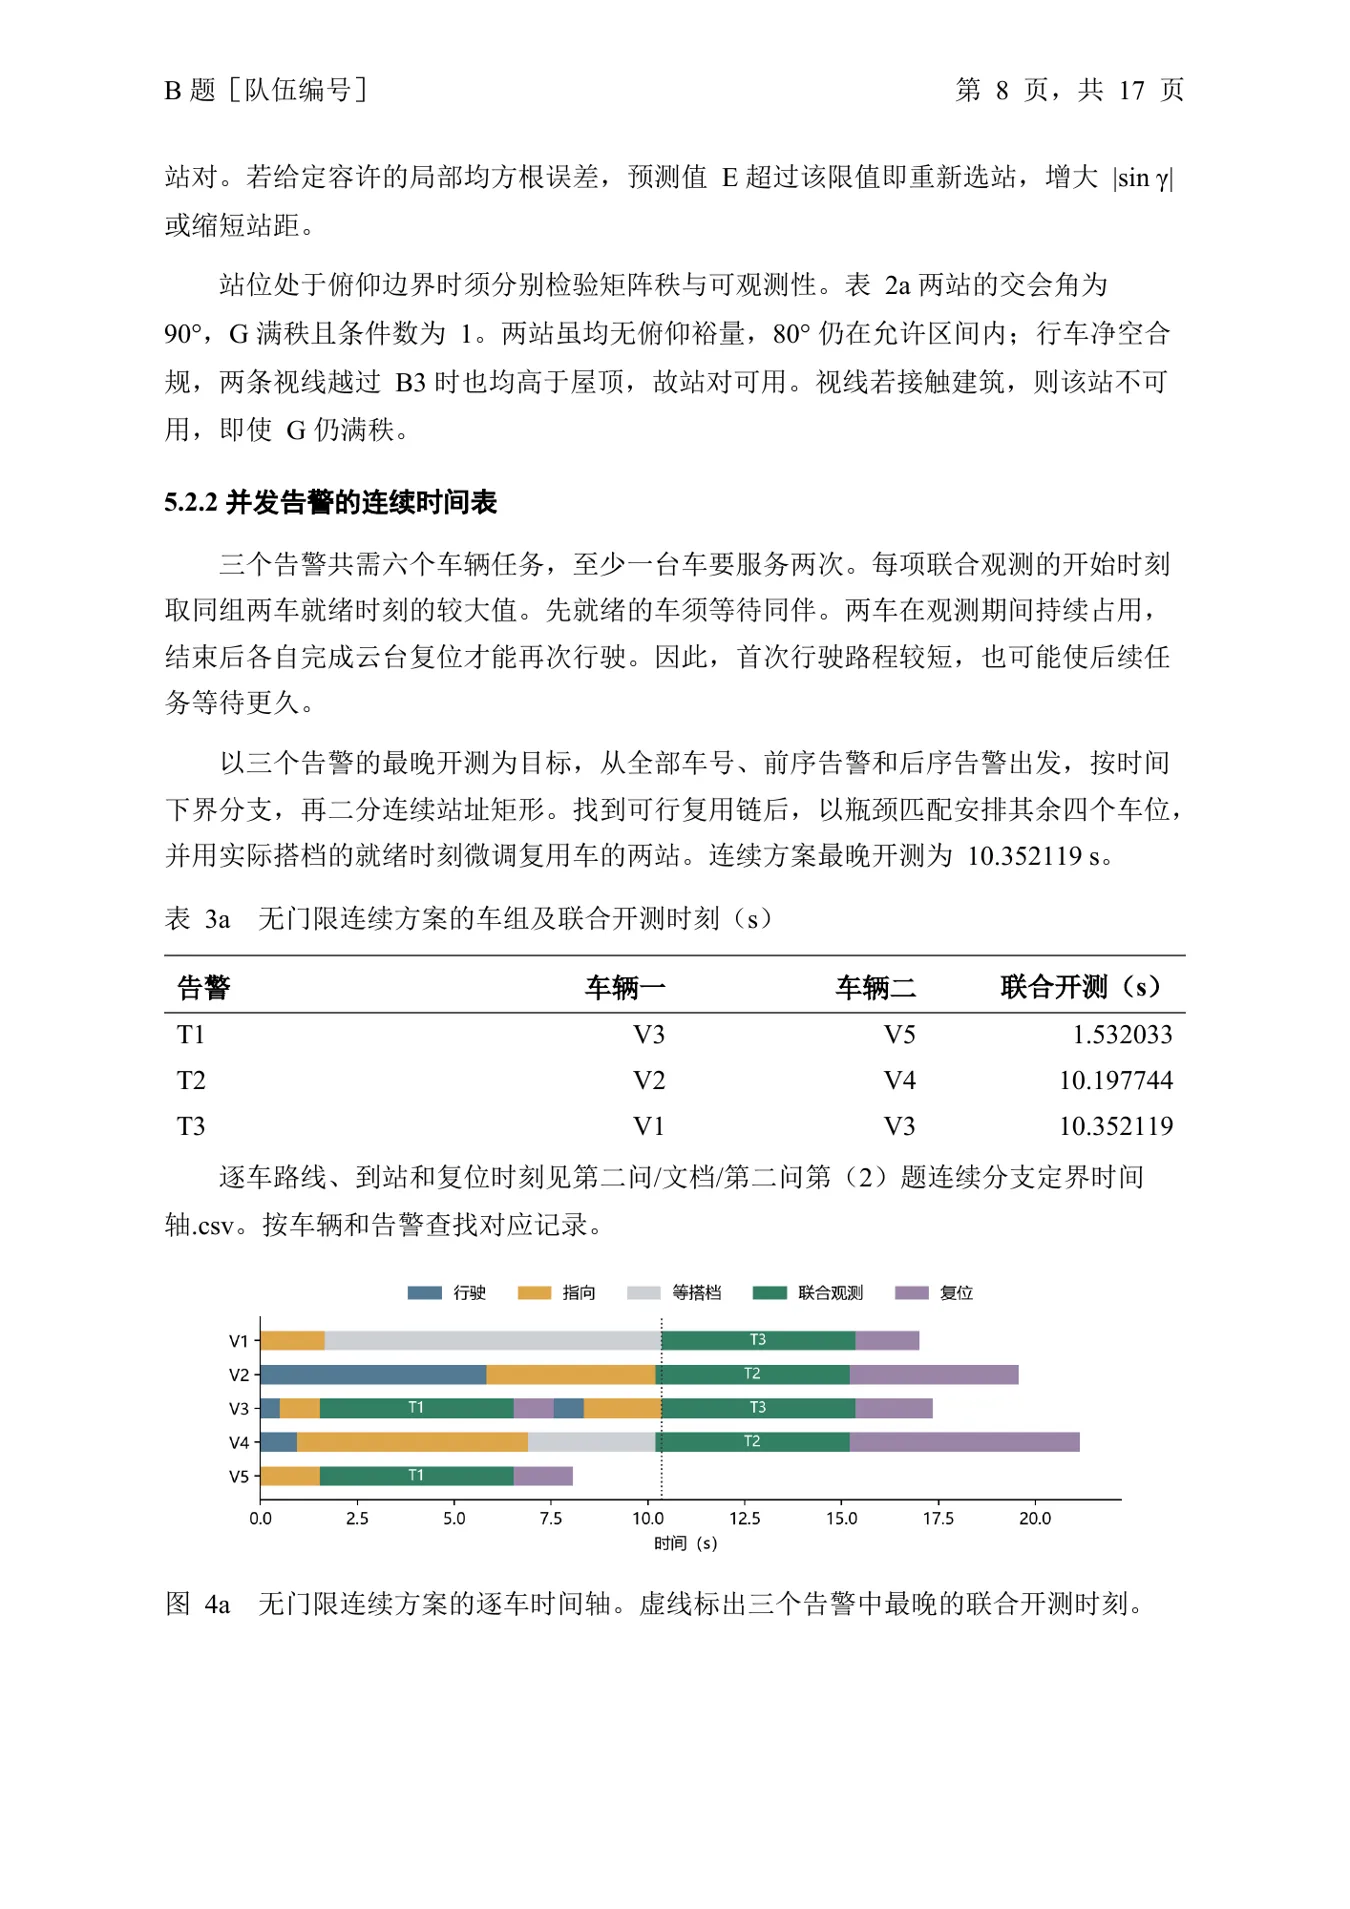 B 题［队伍编号］ 第 8 页，共 17 页
站对。若给定容许的局部均方根误差，预测值 E 超过该限值即重新选站，增大 |sin γ|
或缩短站距。
站位处于俯仰边界时须分别检验矩阵秩与可观测性。表 2a 两站的交会角为
90°，G 满秩且条件数为 1。两站虽均无俯仰裕量，80° 仍在允许区间内；行车净空合
规，两条视线越过 B3 时也均高于屋顶，故站对可用。视线若接触建筑，则该站不可
用，即使 G 仍满秩。
5.2.2 并发告警的连续时间表
三个告警共需六个车辆任务，至少一台车要服务两次。每项联合观测的开始时刻
取同组两车就绪时刻的较大值。先就绪的车须等待同伴。两车在观测期间持续占用，
结束后各自完成云台复位才能再次行驶。因此，首次行驶路程较短，也可能使后续任
务等待更久。
以三个告警的最晚开测为目标，从全部车号、前序告警和后序告警出发，按时间
下界分支，再二分连续站址矩形。找到可行复用链后，以瓶颈匹配安排其余四个车位，
并用实际搭档的就绪时刻微调复用车的两站。连续方案最晚开测为 10.352119 s。
表 3a 无门限连续方案的车组及联合开测时刻（s）
告警 车辆一 车辆二 联合开测（s）
T1 V3 V5 1.532033
T2 V2 V4 10.197744
T3 V1 V3 10.352119
逐车路线、到站和复位时刻见第二问/文档/第二问第（2）题连续分支定界时间
轴.csv。按车辆和告警查找对应记录。
行驶 指向 等搭档 联合观测 复位
V1 T3
V2 T2
V3 T1 T3
V4 T2
V5 T1
0.0 2.5 5.0 7.5 10.0 12.5 15.0 17.5 20.0
时间（s）
图 4a 无门限连续方案的逐车时间轴。虚线标出三个告警中最晚的联合开测时刻。